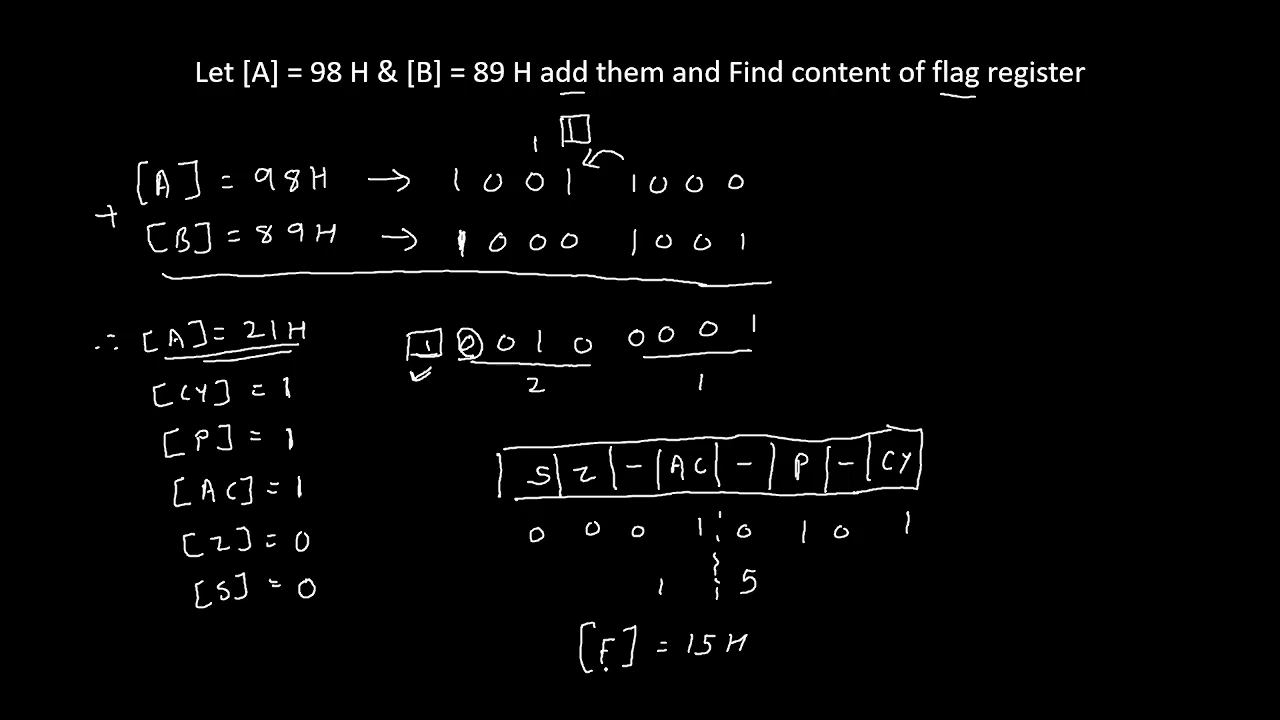 Let [A] = 98 H & [B] = 89 H add them and Find content of flag register
1 1
[A] = 98H → 1 0 0 1 1 0 0 0
+
[B] = 89H → 1 0 0 0 1 0 0 1
∴ [A] = 21H 1 0 0 1 0 0 0 0 1
2 1
[CY] = 1
[P] = 1
[AC] = 1
[Z] = 0
[S] = 0
S Z - AC - P - CY
0 0 0 1 0 1 0 1
1 5
[F] = 15H